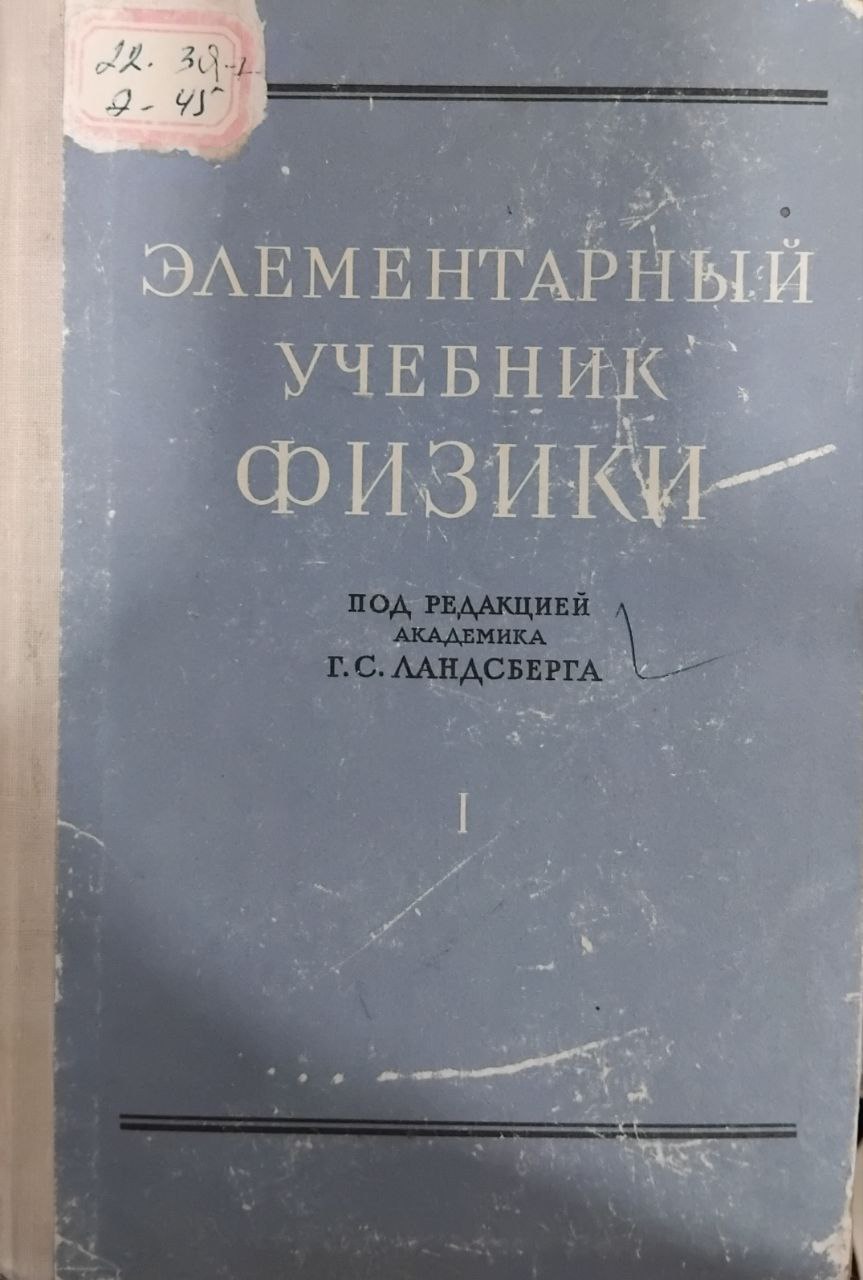 22. 3я-1
Э-45
ЭЛЕМЕНТАРНЫЙ
УЧЕБНИК
ФИЗИКИ
ПОД РЕДАКЦИЕЙ
АКАДЕМИКА
Г.С. ЛАНДСБЕРГА
I